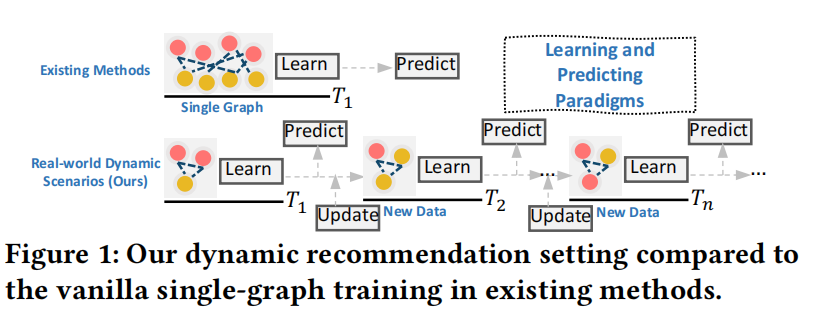 Existing Methods
Learn
Predict
Single Graph
T1
Learning and
Predicting
Paradigms
Real-world Dynamic
Scenarios (Ours)
Learn
Predict
T1
Update
New Data
Learn
Predict
T2
...
Update
New Data
Learn
Predict
Tn
...
Figure 1: Our dynamic recommendation setting compared to
the vanilla single-graph training in existing methods.